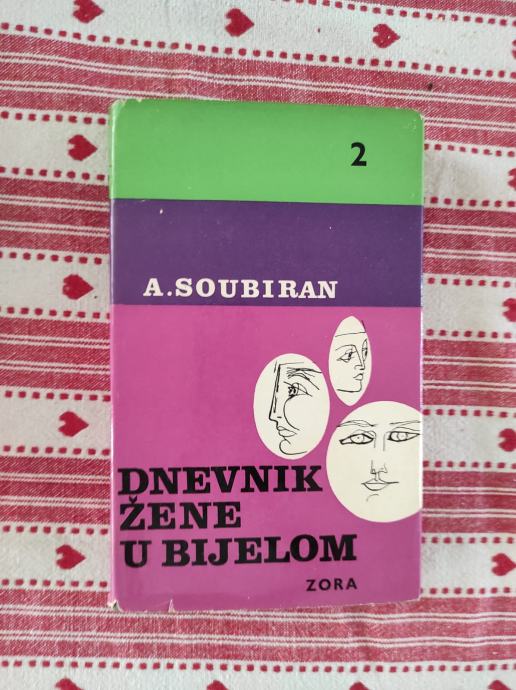 2
A.SOUBIRAN
DNEVNIK
ŽENE
U BIJELOM
ZORA